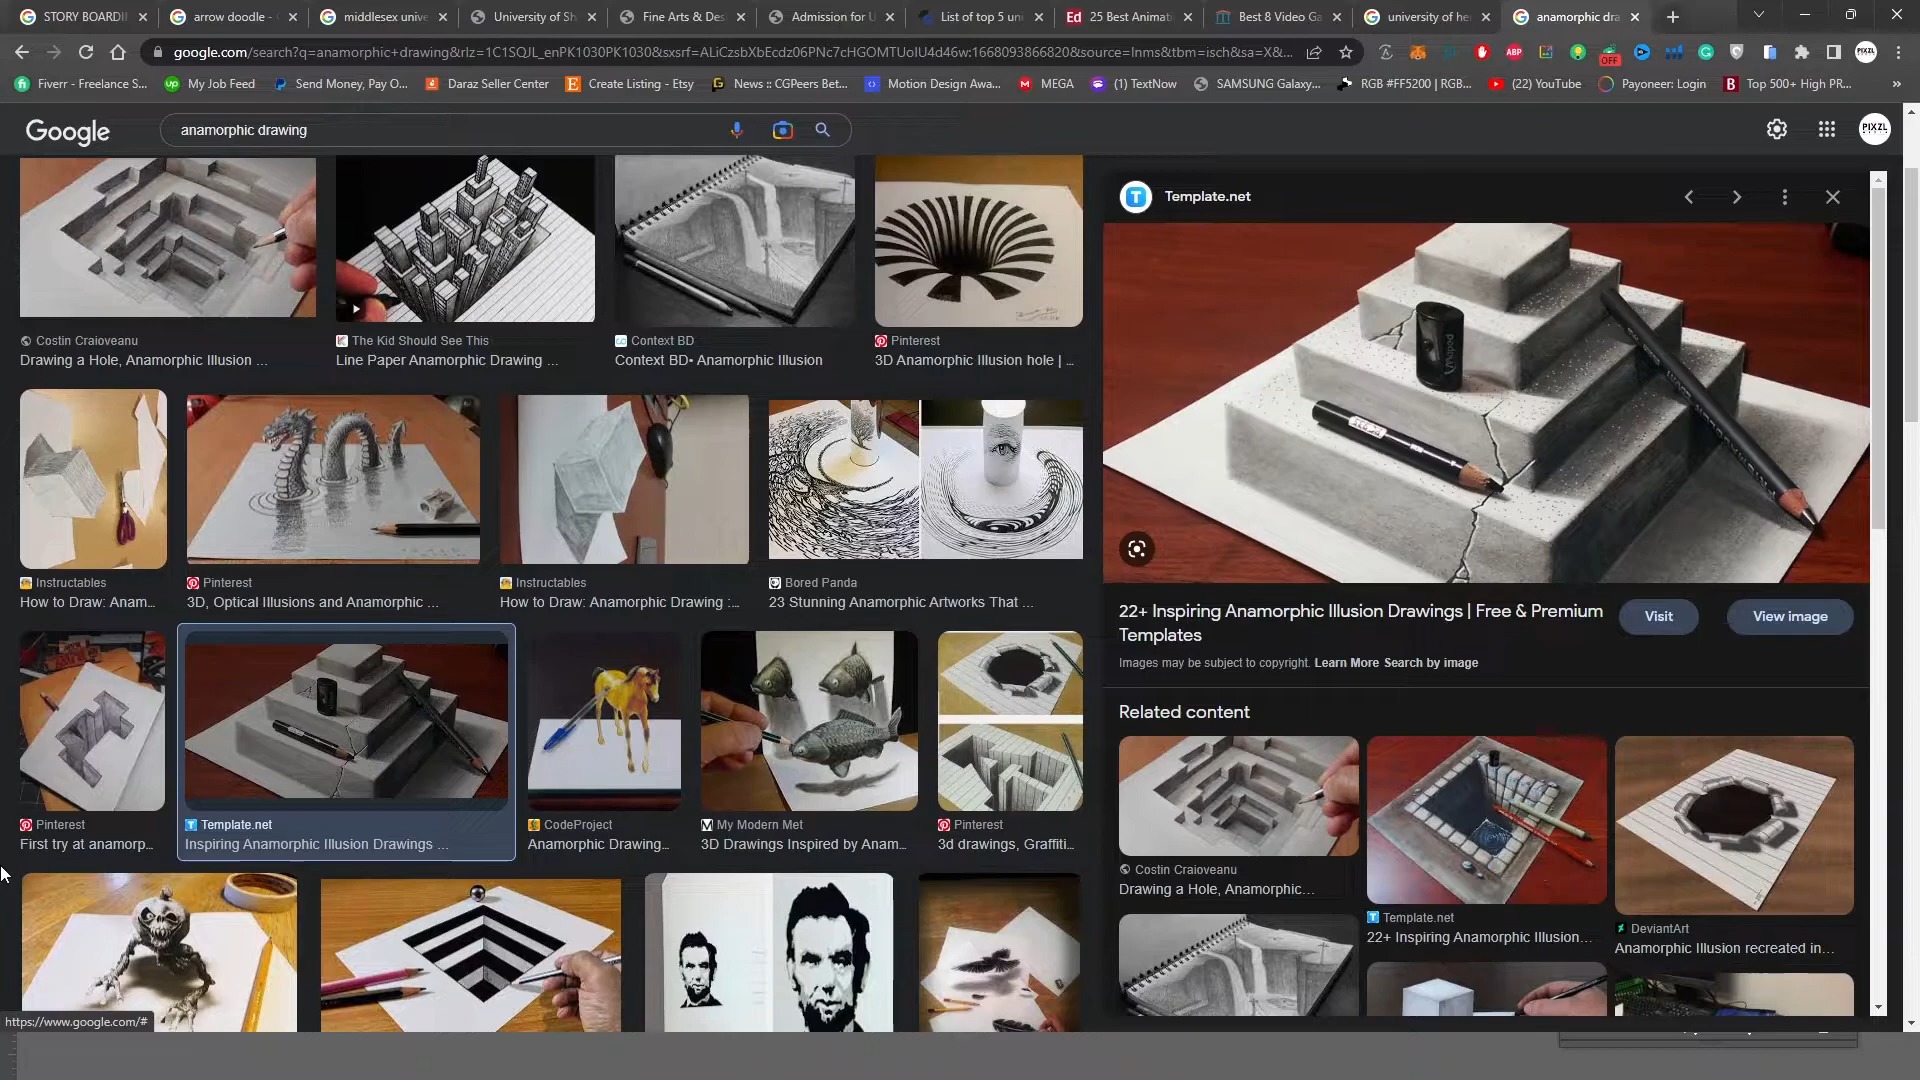 STORY BOARDI
arrow doodle -
middlesex unive
University of Sh
Fine Arts & Des
Admission for U
List of top 5 uni
25 Best Animati
Best 8 Video Ga
university of he
anamorphic dra
google.com/search?q=anamorphic+drawing&rlz=1C1SQJL_enPK1030PK1030&sxsrf=ALiCzsbXbEcdz06PNc7cHGOMTUoIU4d46w:1668093866820&source=lnms&tbm=isch&sa=X&...
ABP
OFF
PIXZL
Fiverr - Freelance S...
My Job Feed
Send Money, Pay O...
Daraz Seller Center
Create Listing - Etsy
News :: CGPeers Bet...
Motion Design Awa...
MEGA
(1) TextNow
SAMSUNG Galaxy...
RGB #FF5200 | RGB...
(22) YouTube
Payoneer: Login
Top 500+ High PR...
Google
anamorphic drawing
PIXZL
Costin Craioveanu
Drawing a Hole, Anamorphic Illusion ...
The Kid Should See This
Line Paper Anamorphic Drawing ...
Context BD
Context BD• Anamorphic Illusion
Pinterest
3D Anamorphic Illusion hole | ...
Instructables
How to Draw: Anam...
Pinterest
3D, Optical Illusions and Anamorphic ...
Instructables
How to Draw: Anamorphic Drawing :...
Bored Panda
23 Stunning Anamorphic Artworks That ...
Pinterest
First try at anamorp...
Template.net
Inspiring Anamorphic Illusion Drawings ...
CodeProject
Anamorphic Drawing...
My Modern Met
3D Drawings Inspired by Anam...
Pinterest
3d drawings, Graffiti...
https://www.google.com/#
Template.net
22+ Inspiring Anamorphic Illusion Drawings | Free & Premium
Templates
Visit
View image
Images may be subject to copyright. Learn More Search by image
Related content
Costin Craioveanu
Drawing a Hole, Anamorphic...
Template.net
22+ Inspiring Anamorphic Illusion...
DeviantArt
Anamorphic Illusion recreated in...